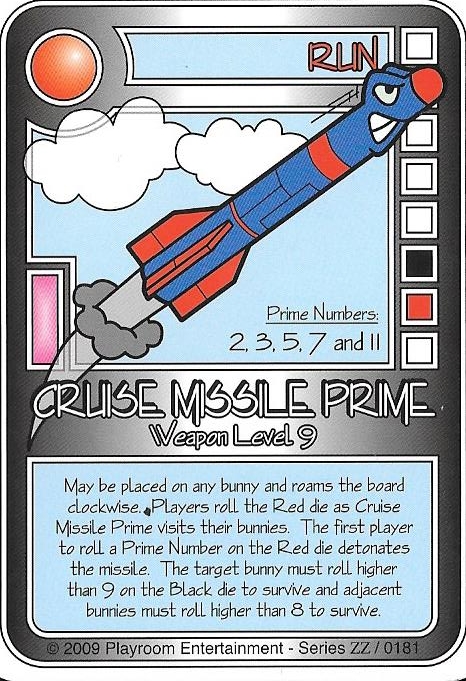 RUN
Prime Numbers:
2, 3, 5, 7 and 11
CRUISE MISSILE PRIME
Weapon Level 9
May be placed on any bunny and roams the board
clockwise. Players roll the Red die as Cruise
Missile Prime visits their bunnies. The first player
to roll a Prime Number on the Red die detonates
the missile. The target bunny must roll higher
than 9 on the Black die to survive and adjacent
bunnies must roll higher than 8 to survive.
© 2009 Playroom Entertainment - Series ZZ / 0181